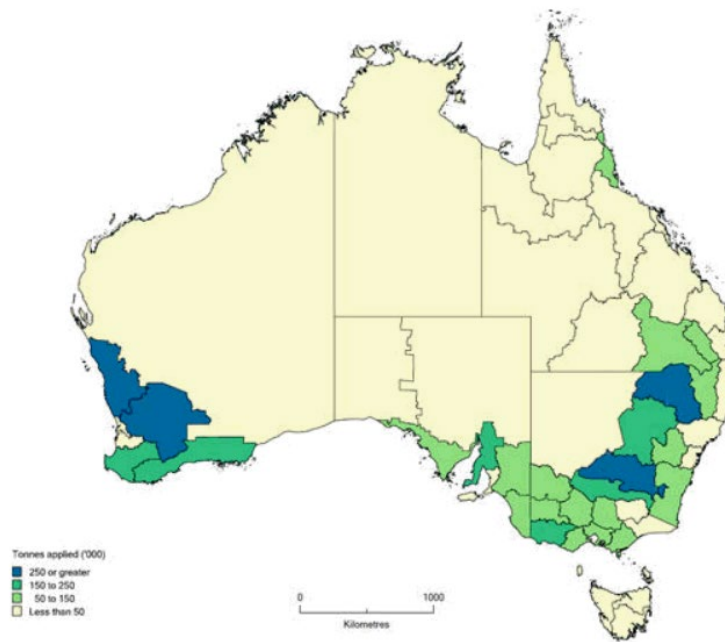 Tonnes applied ('000)
250 or greater
150 to 250
50 to 150
Less than 50
0 1000
Kilometres